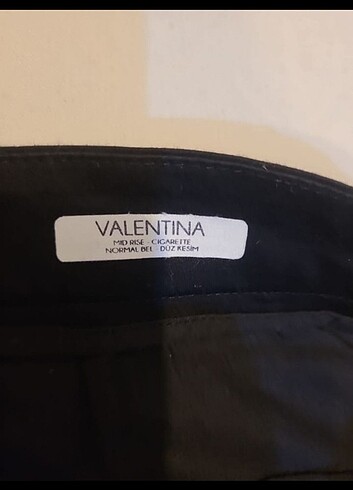 VALENTINA
MID RISE - CIGARETTE
NORMAL BEL - DÜZ KESİM